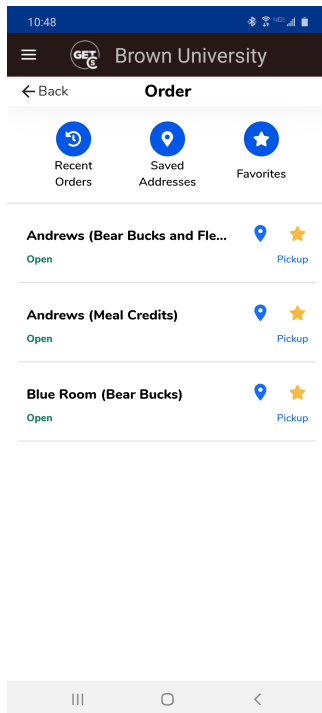 10:48
GET
Brown University
Back
Order
Recent
Orders
Saved
Addresses
Favorites
Andrews (Bear Bucks and Fle...
Open
Pickup
Andrews (Meal Credits)
Open
Pickup
Blue Room (Bear Bucks)
Open
Pickup